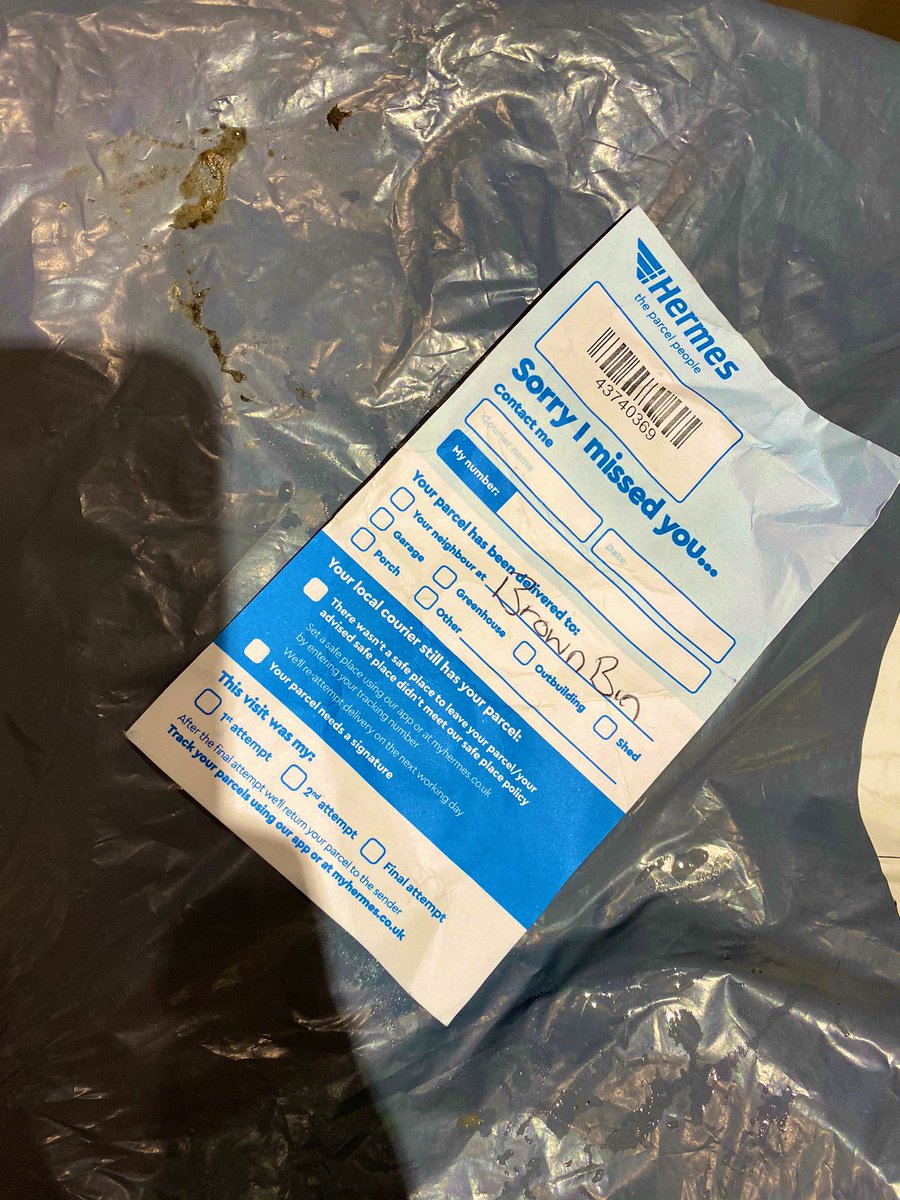 Hermes
the parcel people
43740369
Sorry I missed you...
Contact me
Courier name
Date
My number:
Your parcel has been delivered to:
Your neighbour at Brown Bin
Garage
Greenhouse
Outbuilding
Shed
Porch
Other
Your local courier still has your parcel:
There wasn't a safe place to leave your parcel/your
advised safe place didn't meet our safe place policy
Set a safe place using our app or at myhermes.co.uk
by entering your tracking number
We'll re-attempt delivery on the next working day
Your parcel needs a signature
This visit was my:
1st attempt
2nd attempt
Final attempt
After the final attempt we'll return your parcel to the sender
Track your parcels using our app or at myhermes.co.uk